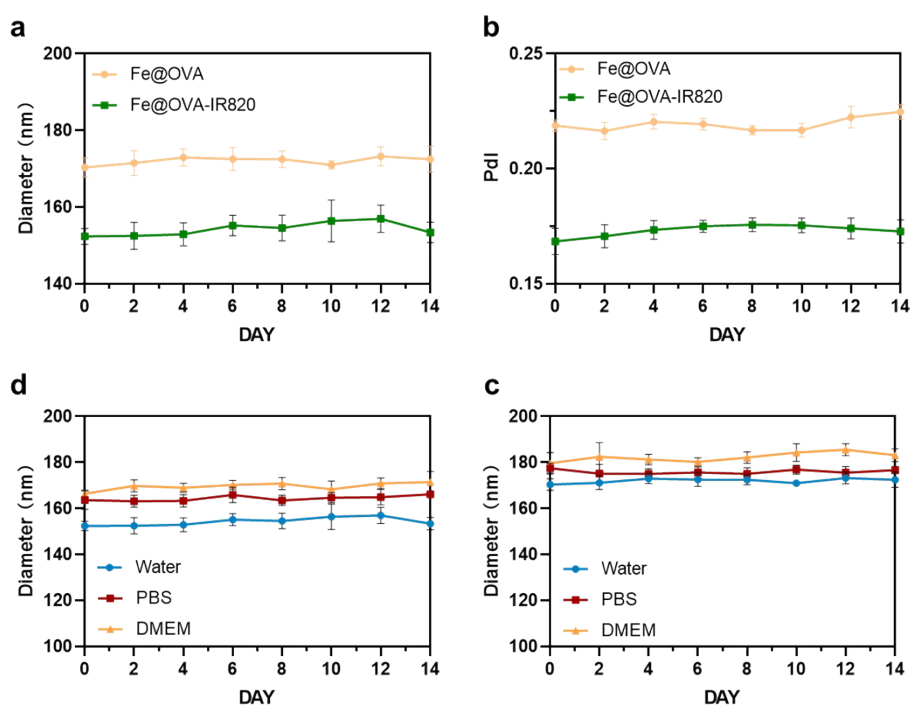 a
200
180
160
140
Diameter (nm)
Fe@OVA
Fe@OVA-IR820
0 2 4 6 8 10 12 14
DAY
b
0.25
0.20
0.15
PdI
Fe@OVA
Fe@OVA-IR820
0 2 4 6 8 10 12 14
DAY
d
200
180
160
140
120
100
Diameter (nm)
Water
PBS
DMEM
0 2 4 6 8 10 12 14
DAY
c
200
180
160
140
120
100
Diameter (nm)
Water
PBS
DMEM
0 2 4 6 8 10 12 14
DAY